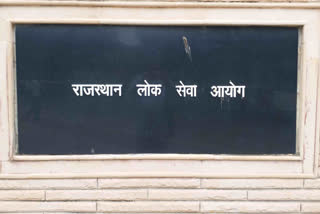 राजस्थान लोक सेवा आयोग